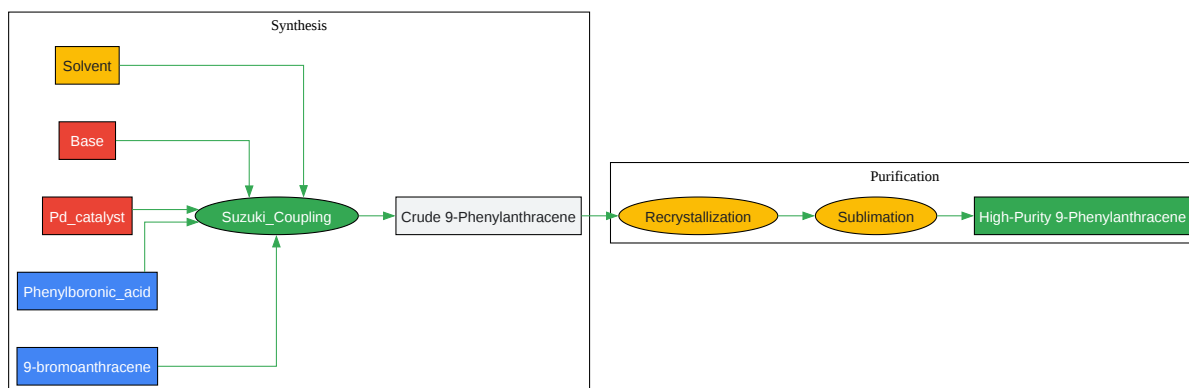 Synthesis
Solvent
Base
Pd_catalyst
Suzuki_Coupling
Crude 9-Phenylanthracene
Phenylboronic_acid
9-bromoanthracene
Purification
Recrystallization
Sublimation
High-Purity 9-Phenylanthracene